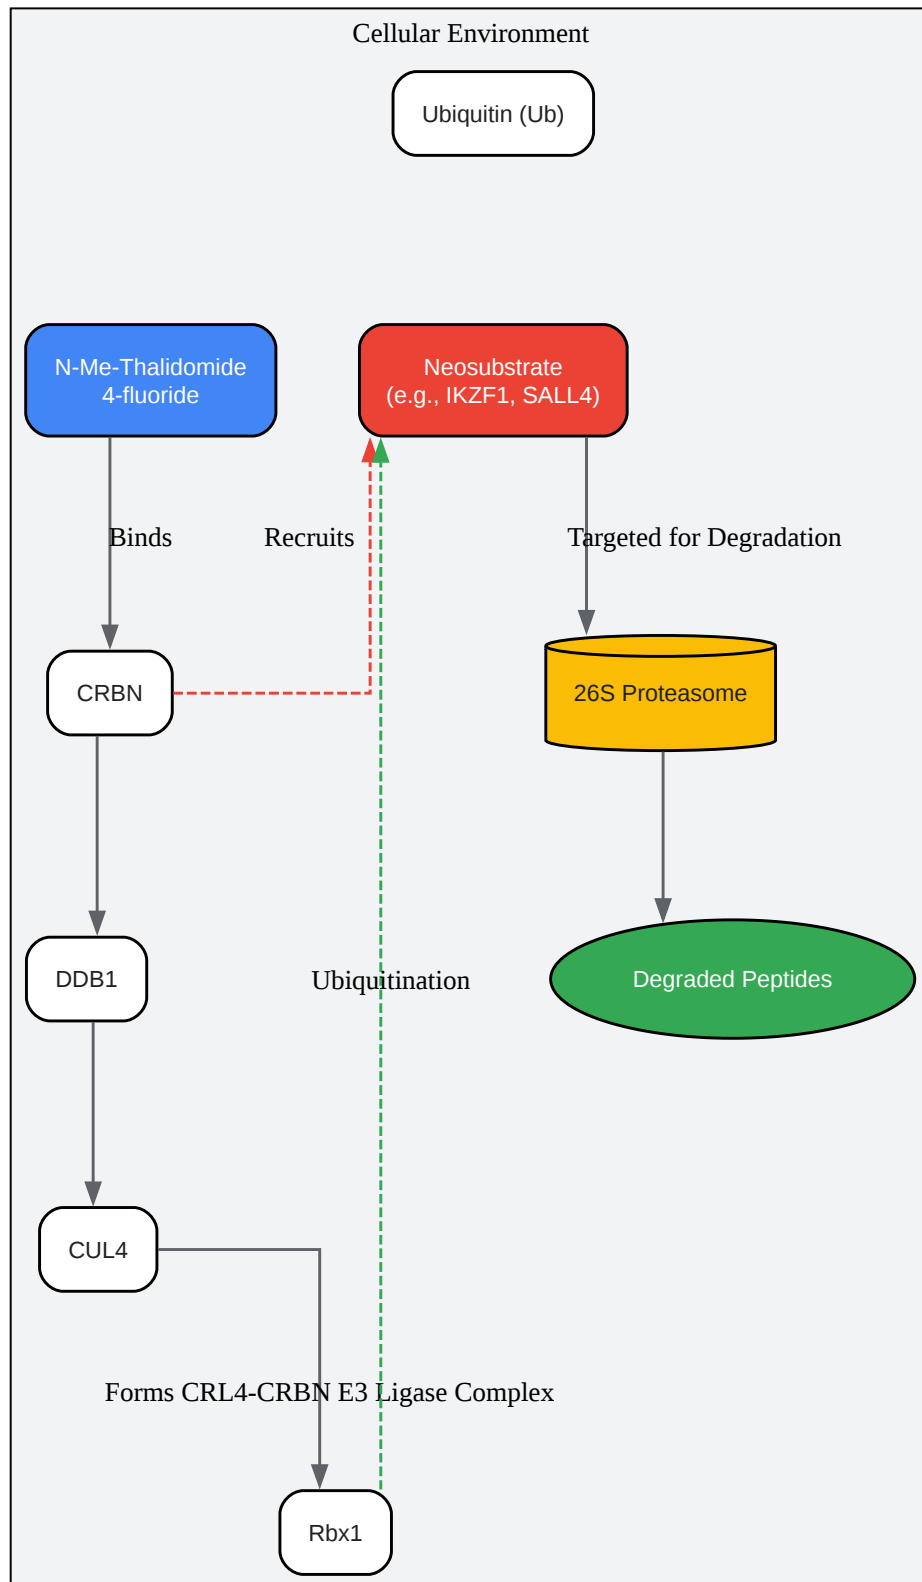 Cellular Environment
Ubiquitin (Ub)
N-Me-Thalidomide
4-fluoride
Neosubstrate
(e.g., IKZF1, SALL4)
Binds
Recruits
Targeted for Degradation
CRBN
26S Proteasome
DDB1
Ubiquitination
Degraded Peptides
CUL4
Forms CRL4-CRBN E3 Ligase Complex
Rbx1